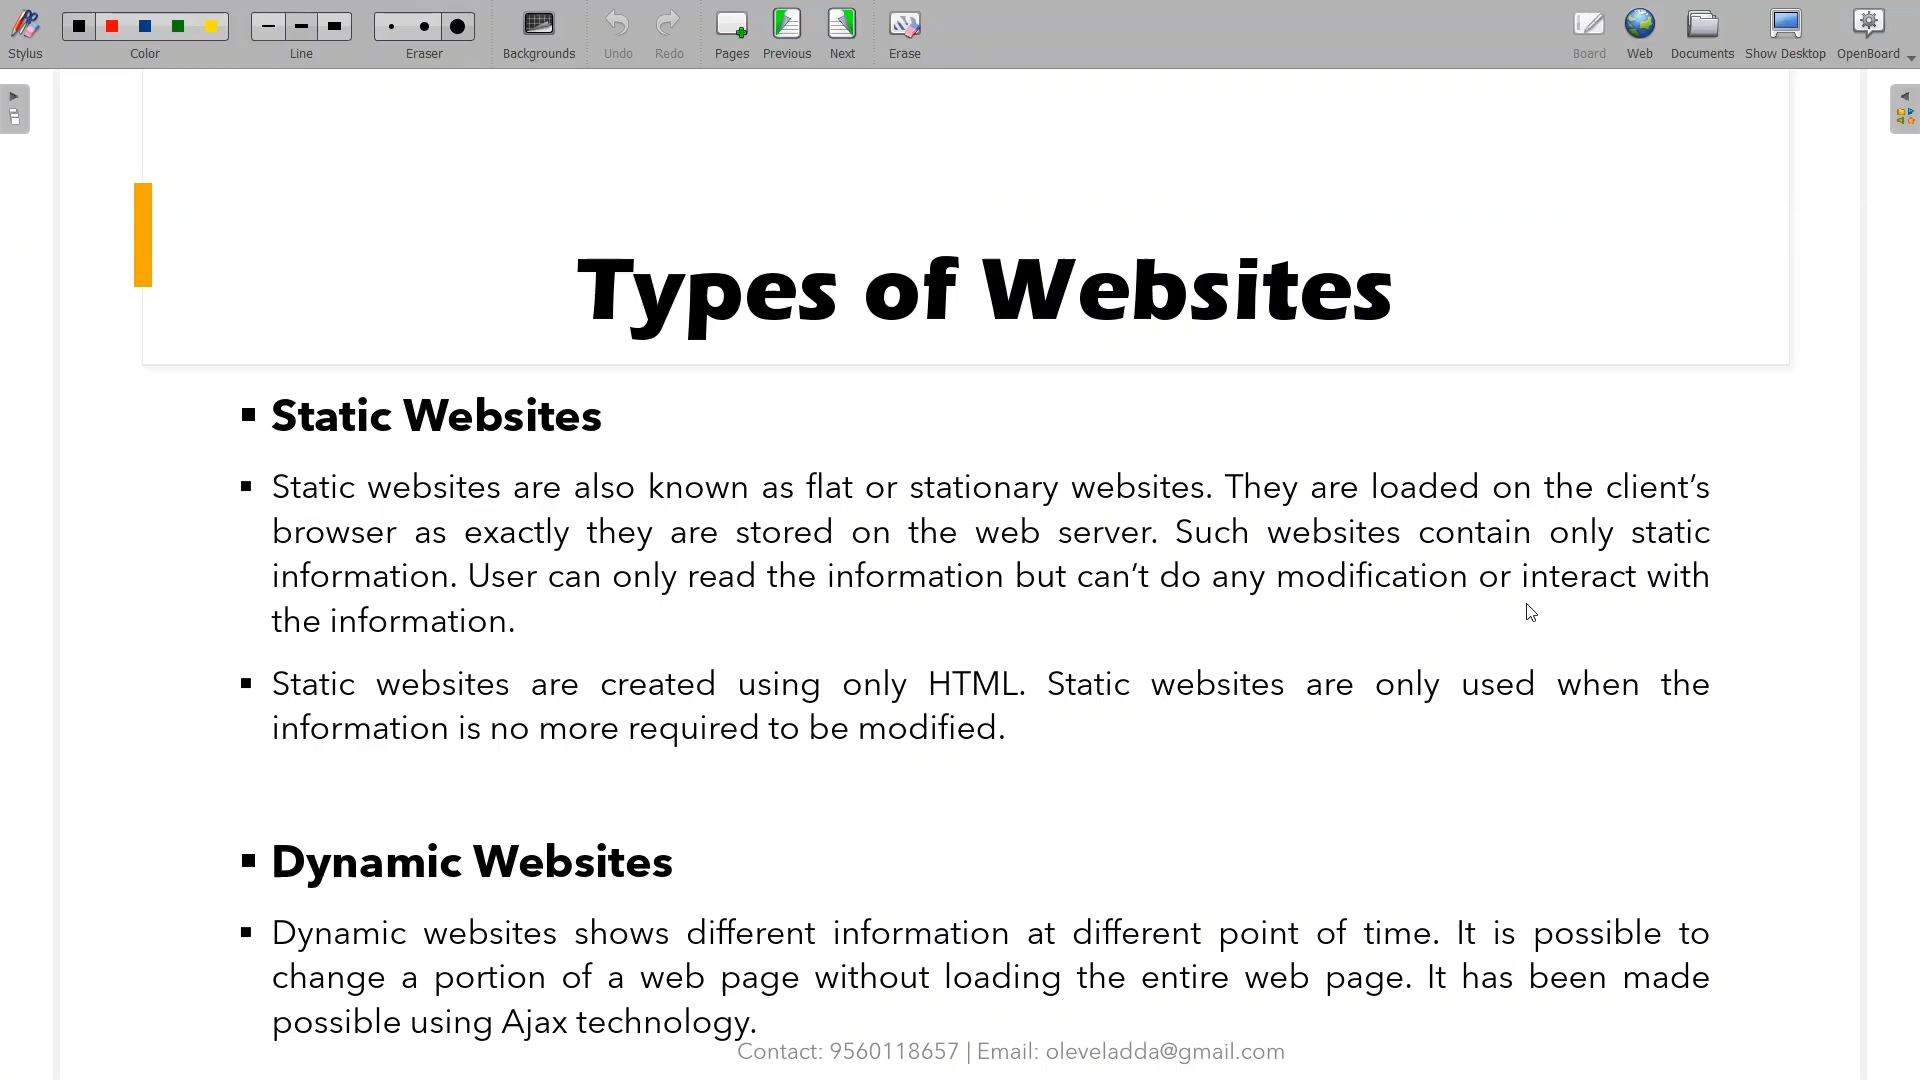 Stylus Color Line Eraser Backgrounds Undo Redo Pages Previous Next Erase Board Web Documents Show Desktop OpenBoard
Types of Websites
▪ Static Websites
▪ Static websites are also known as flat or stationary websites. They are loaded on the client’s
browser as exactly they are stored on the web server. Such websites contain only static
information. User can only read the information but can’t do any modification or interact with
the information.
▪ Static websites are created using only HTML. Static websites are only used when the
information is no more required to be modified.
▪ Dynamic Websites
▪ Dynamic websites shows different information at different point of time. It is possible to
change a portion of a web page without loading the entire web page. It has been made
possible using Ajax technology.
Contact: 9560118657 | Email: oleveladda@gmail.com